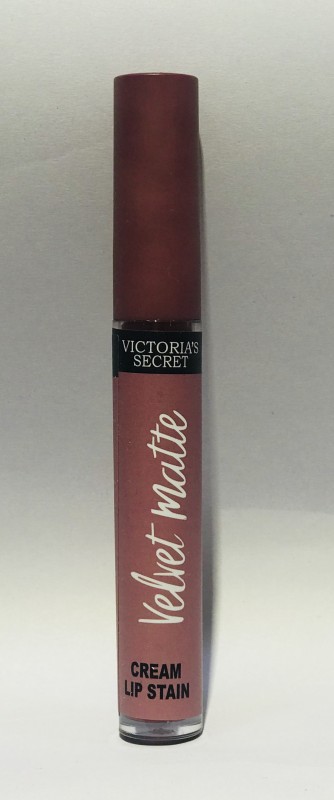 VICTORIA'S
SECRET
Velvet Matte
CREAM
LIP STAIN